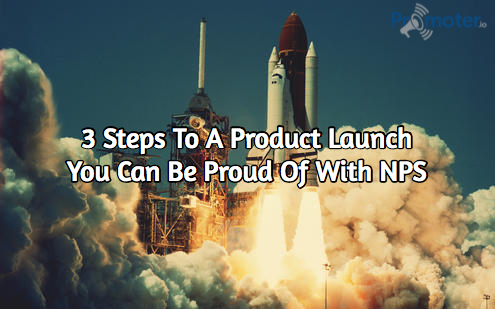 Promoter.io
3 Steps To A Product Launch
You Can Be Proud Of With NPS